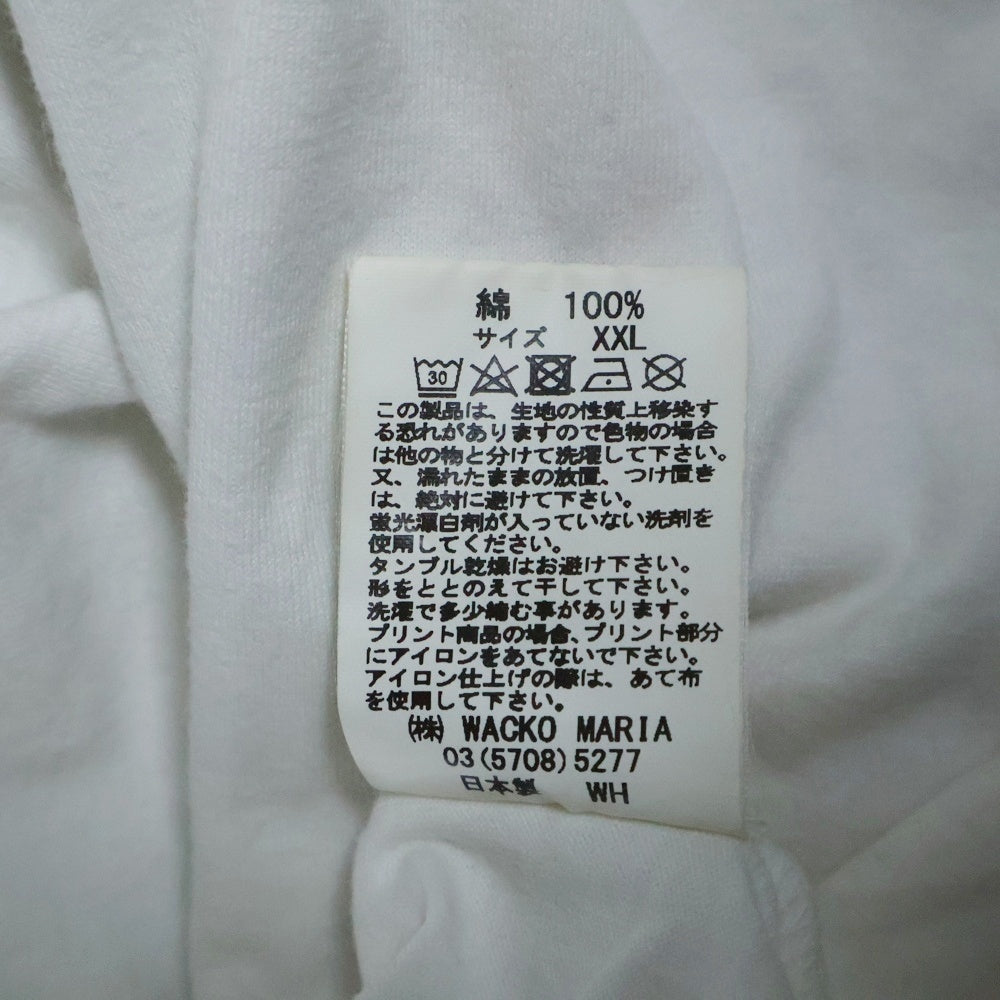 綿 100%
サイズ XXL
30
この製品は、生地の性質上移染す
る恐れがありますので色物の場合
は他の物と分けて洗濯して下さい。
又、濡れたままの放置、つけ置き
は、絶対に避けて下さい。
蛍光漂白剤が入っていない洗剤を
使用してください。
タンブル乾燥はお避け下さい。
形をととのえて干して下さい。
洗濯で多少縮む事があります。
プリント商品の場合、プリント部分
にアイロンをあてないで下さい。
アイロン仕上げの際は、あて布
を使用して下さい。
㈱ WACKO MARIA
03(5708)5277
日本製 WH